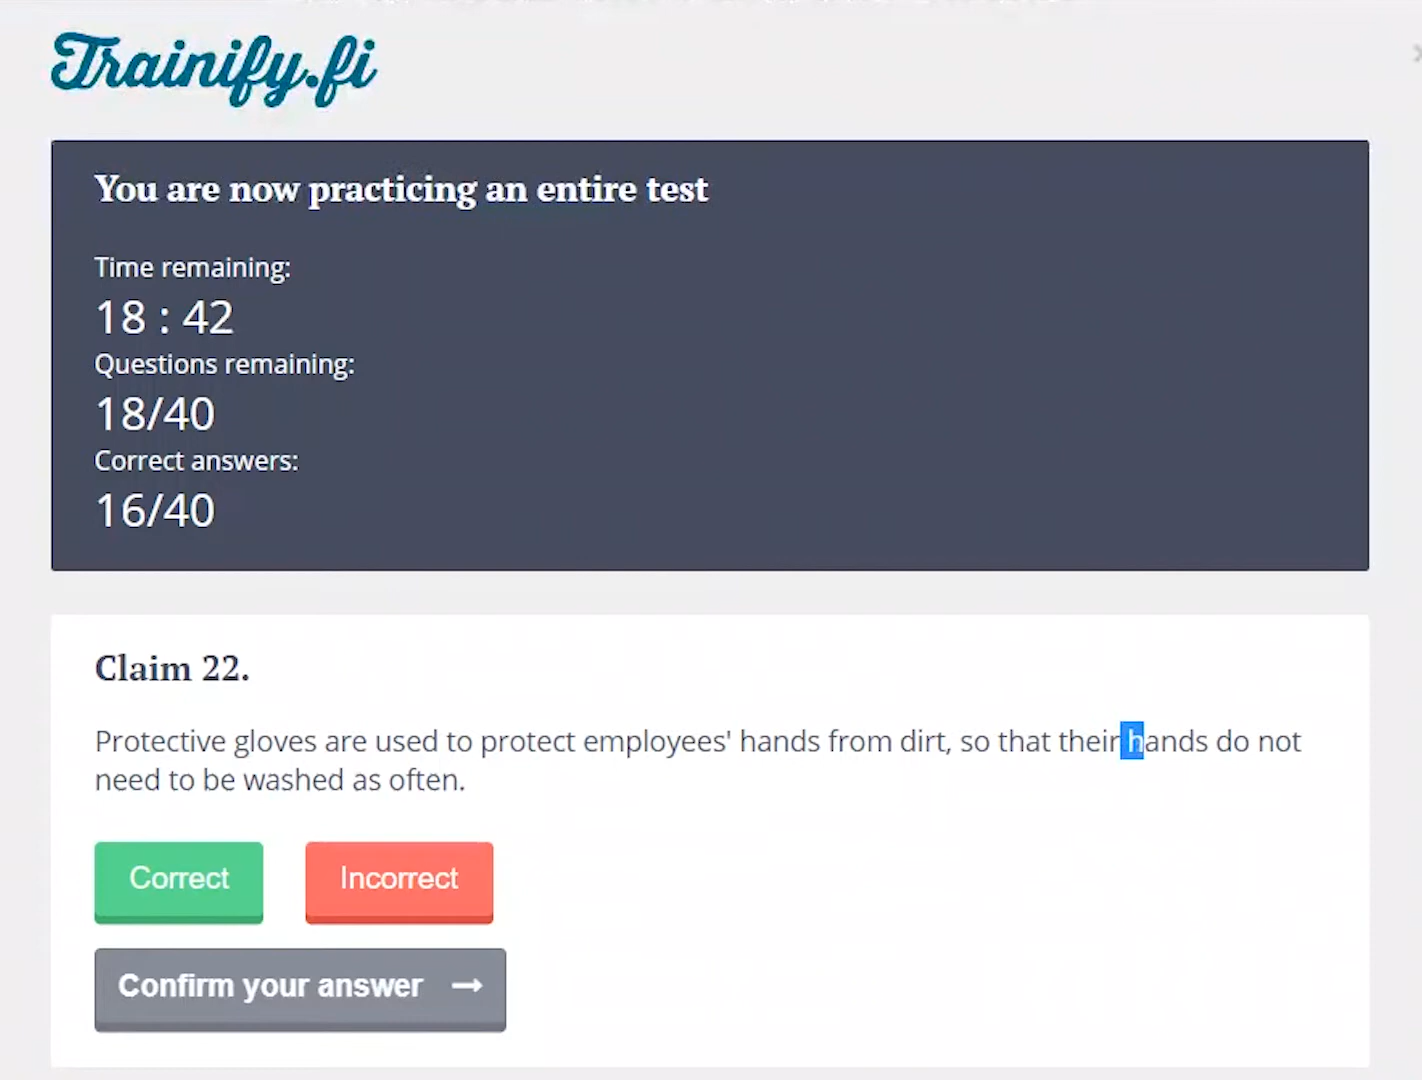 Trainify.fi
You are now practicing an entire test
Time remaining:
18 : 42
Questions remaining:
18/40
Correct answers:
16/40
Claim 22.
Protective gloves are used to protect employees' hands from dirt, so that their hands do not
need to be washed as often.
Correct Incorrect
Confirm your answer →